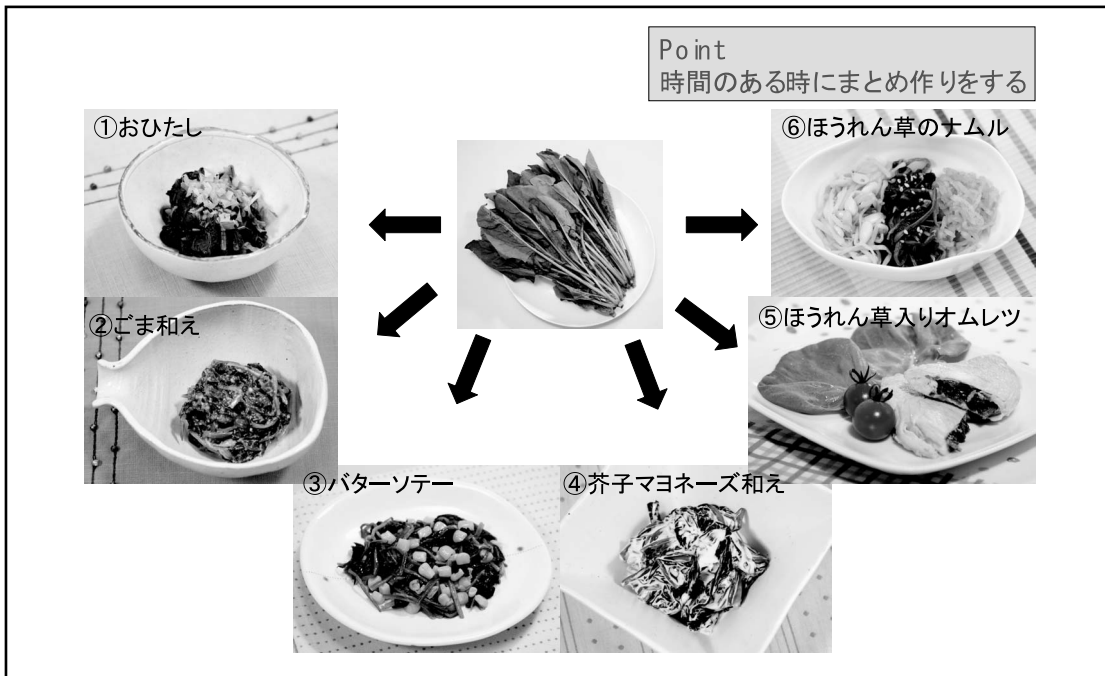 Point
時間のある時にまとめ作りをする
①おひたし
⑥ほうれん草のナムル
②ごま和え
⑤ほうれん草入りオムレツ
③バターソテー
④芥子マヨネーズ和え